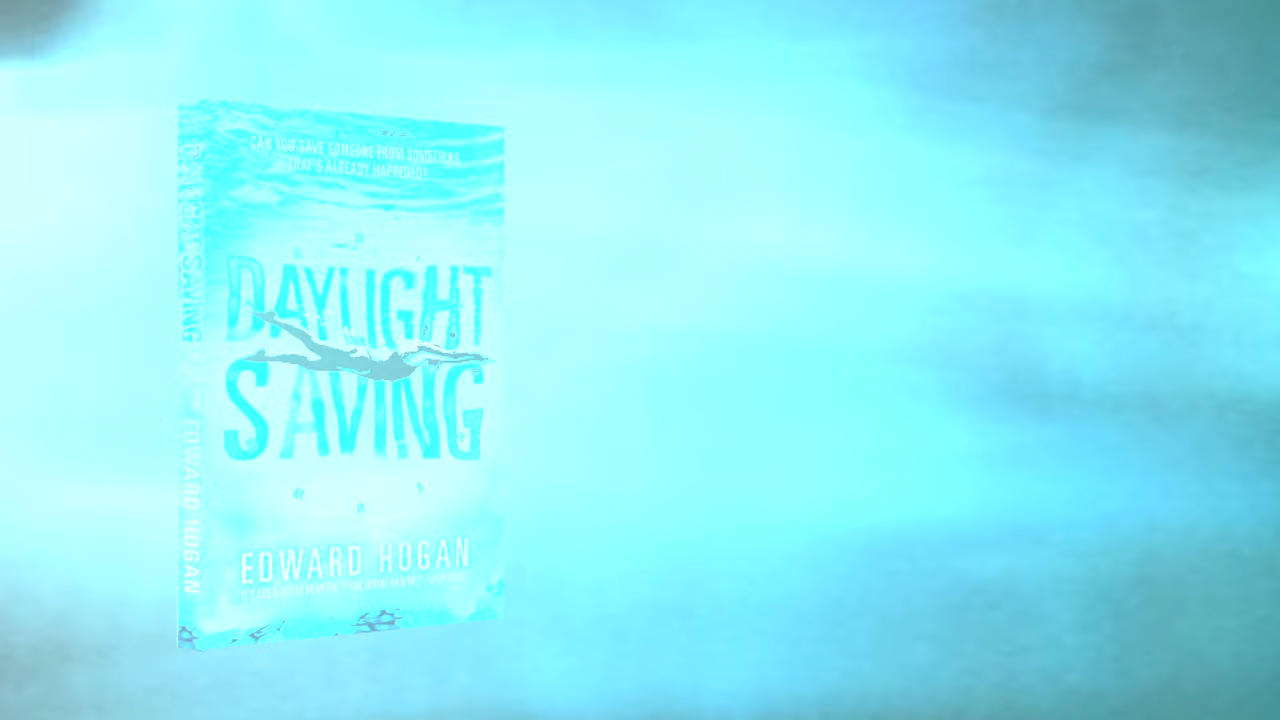 CAN YOU SAVE SOMEONE FROM SOMETHING
THAT'S ALREADY HAPPENED?
DAYLIGHT
SAVING
EDWARD HOGAN
DAYLIGHT SAVING
EDWARD HOGAN